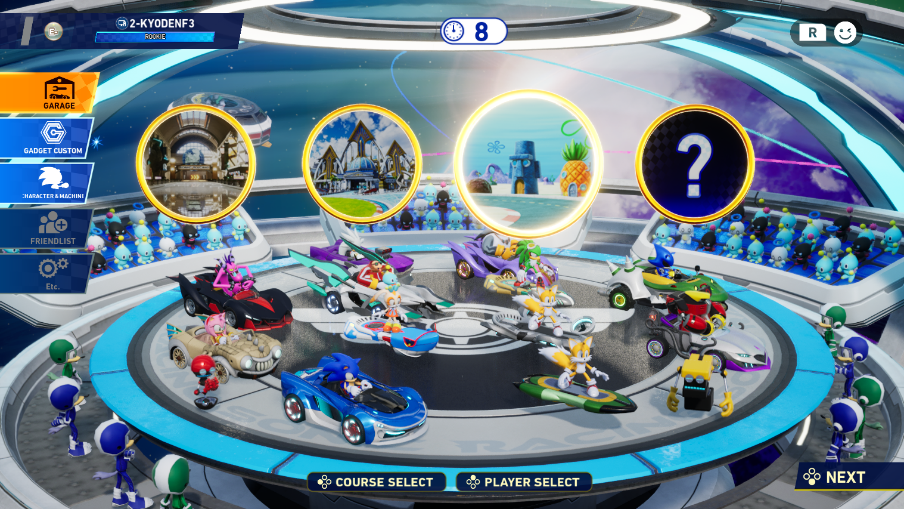 E-
2-KYODENF3
ROOKIE
8
R
GARAGE
GADGET CUSTOM
CHARACTER & MACHINE
FRIENDLIST
Etc.
?
COURSE SELECT
PLAYER SELECT
NEXT